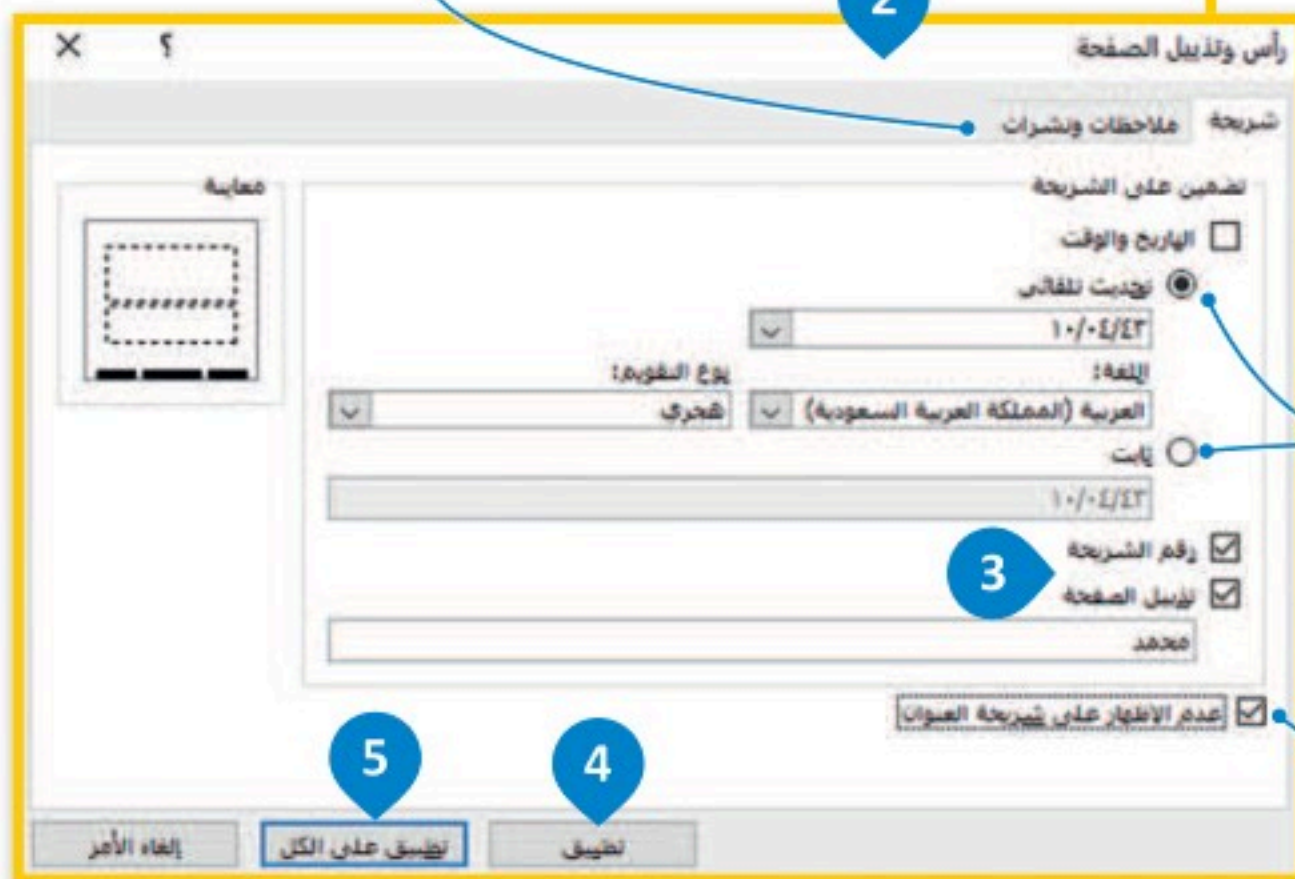 2
رأس وتذييل الصفحة
؟
شريحة
ملاحظات ونشرات
تضمين على الشريحة
معاينة
التاريخ والوقت
تحديث تلقائي
١٠/٠٤/٤٣
اللغة:
نوع التقويم:
العربية (المملكة العربية السعودية)
هجري
ثابت
١٠/٠٤/٤٣
رقم الشريحة
3
تذييل الصفحة
محمد
عدم الاظهار على شريحة العنوان
5
4
تطبيق
تطبيق على الكل
إلغاء الأمر